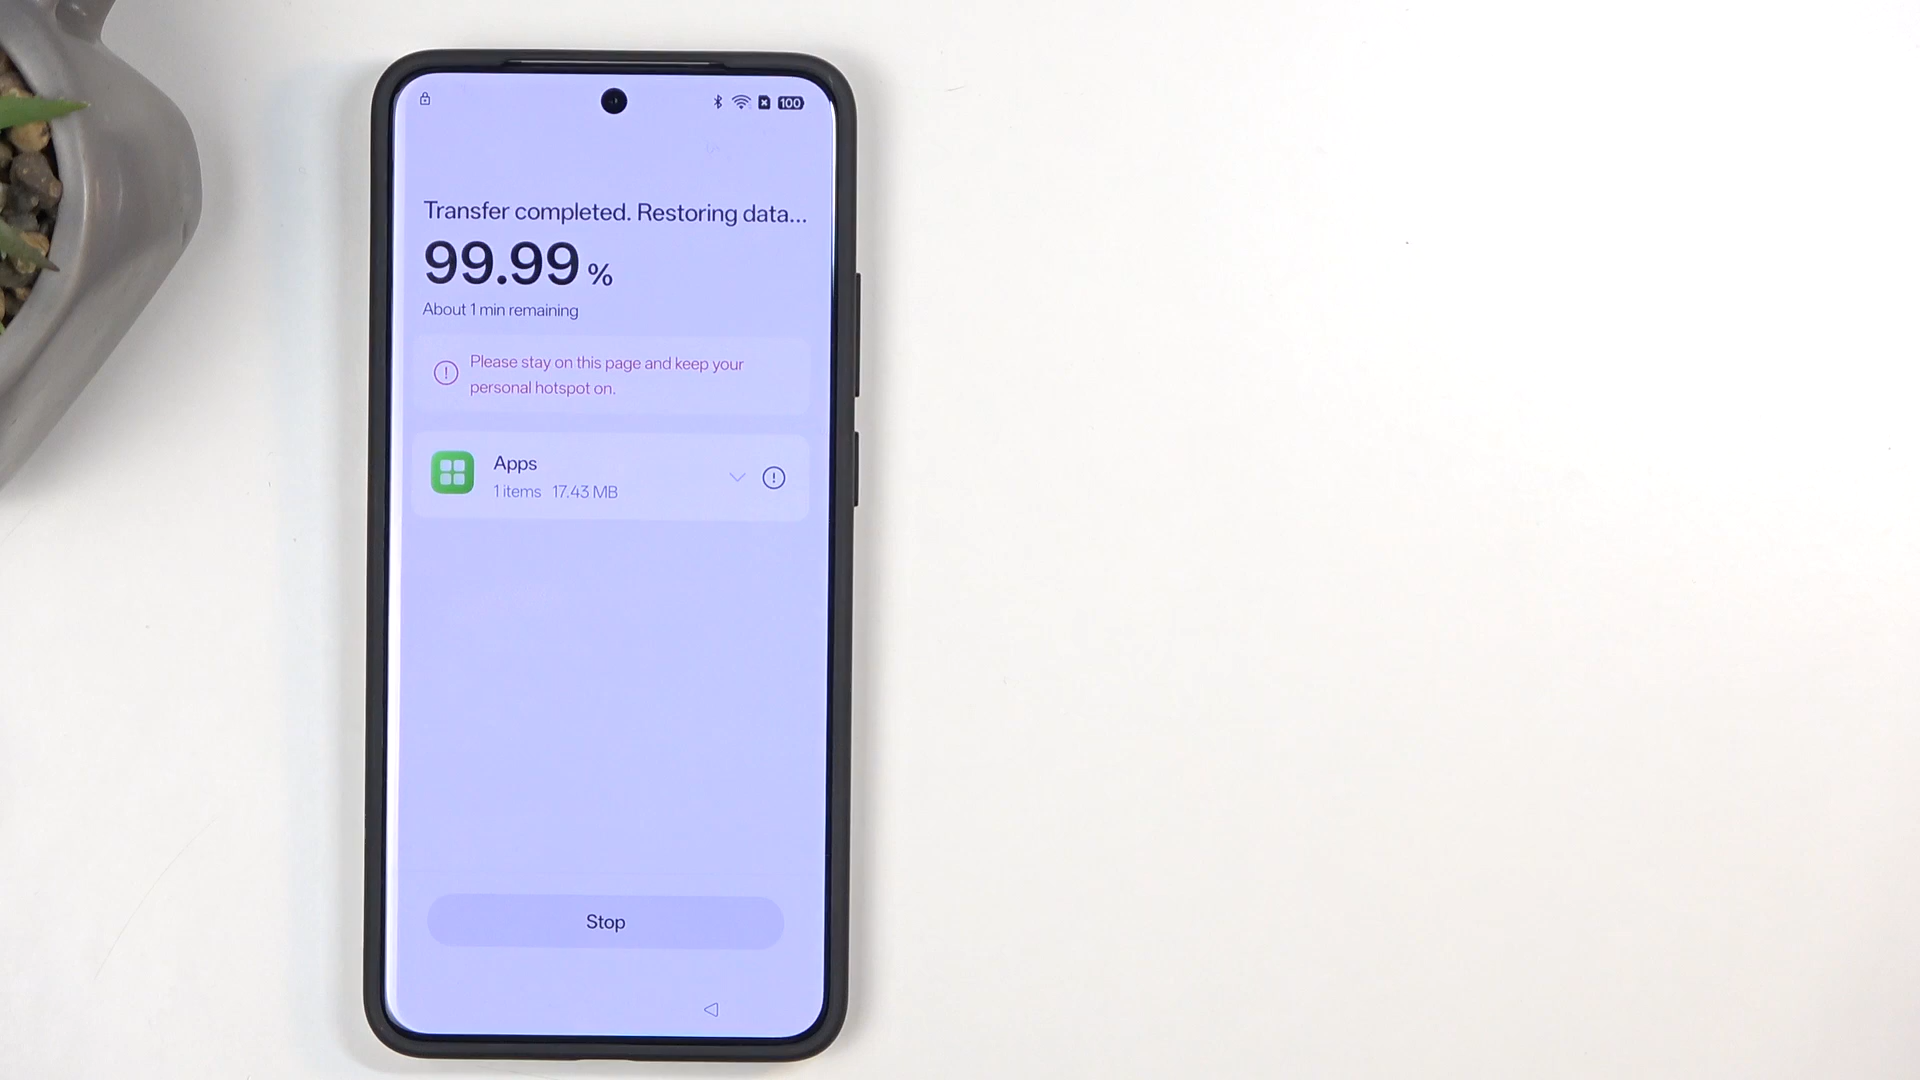 100
Transfer completed. Restoring data...
99.99 %
About 1 min remaining
Please stay on this page and keep your
personal hotspot on.
Apps
1 items 17.43 MB
Stop